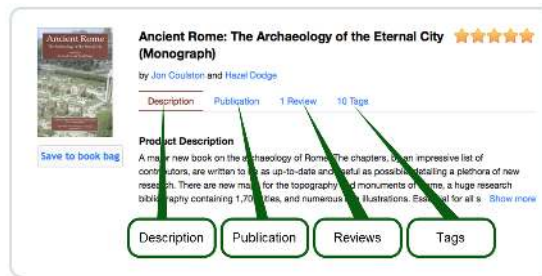 Ancient Rome
Ancient Rome: The Archaeology of the Eternal City
(Monograph)
by Jon Coulston and Hazel Dodge
Description Publication 1 Review 10 Tags
Save to book bag
Product Description
A major new book on the archaeology of Rome. The chapters, by an impressive list of
contributors, are written to be as up-to-date and useful as possible, detailing a plethora of new
research. There are new maps for the topography and monuments of Rome, a huge research
bibliography containing 1,70 titles, and numerous illustrations. Essential for all s Show more
Description Publication Reviews Tags